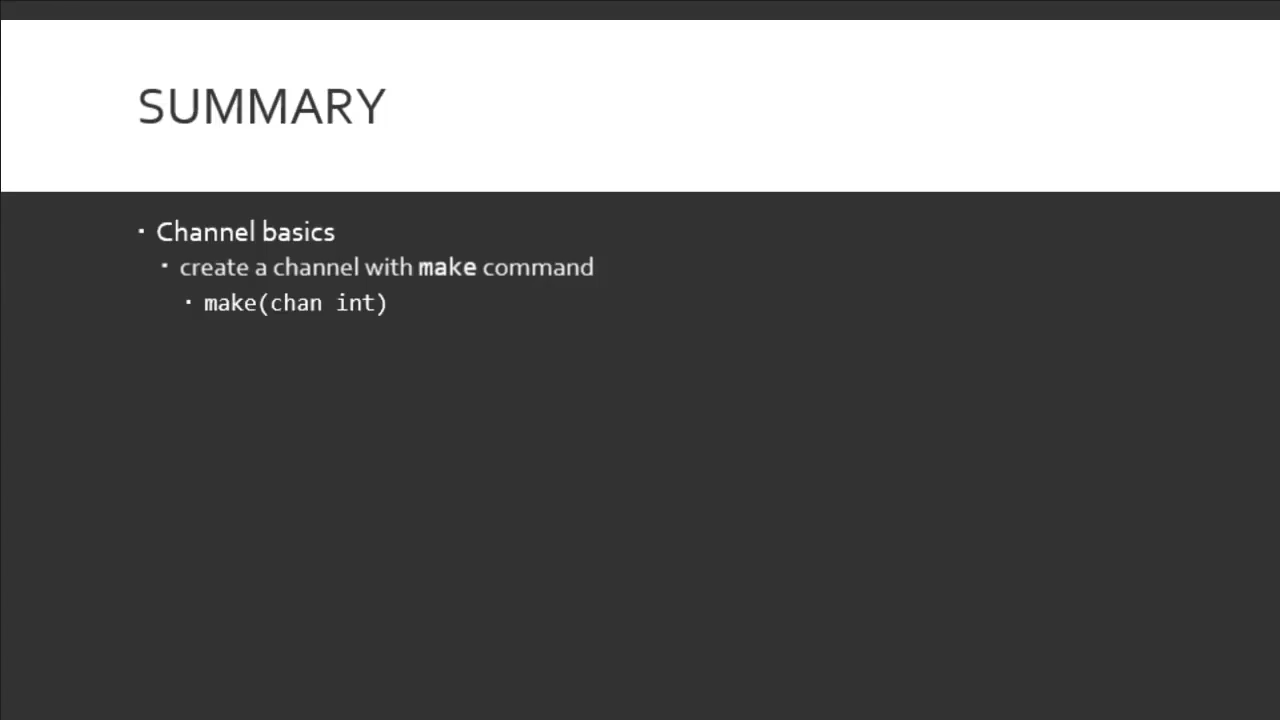 SUMMARY
Channel basics
create a channel with make command
make(chan int)